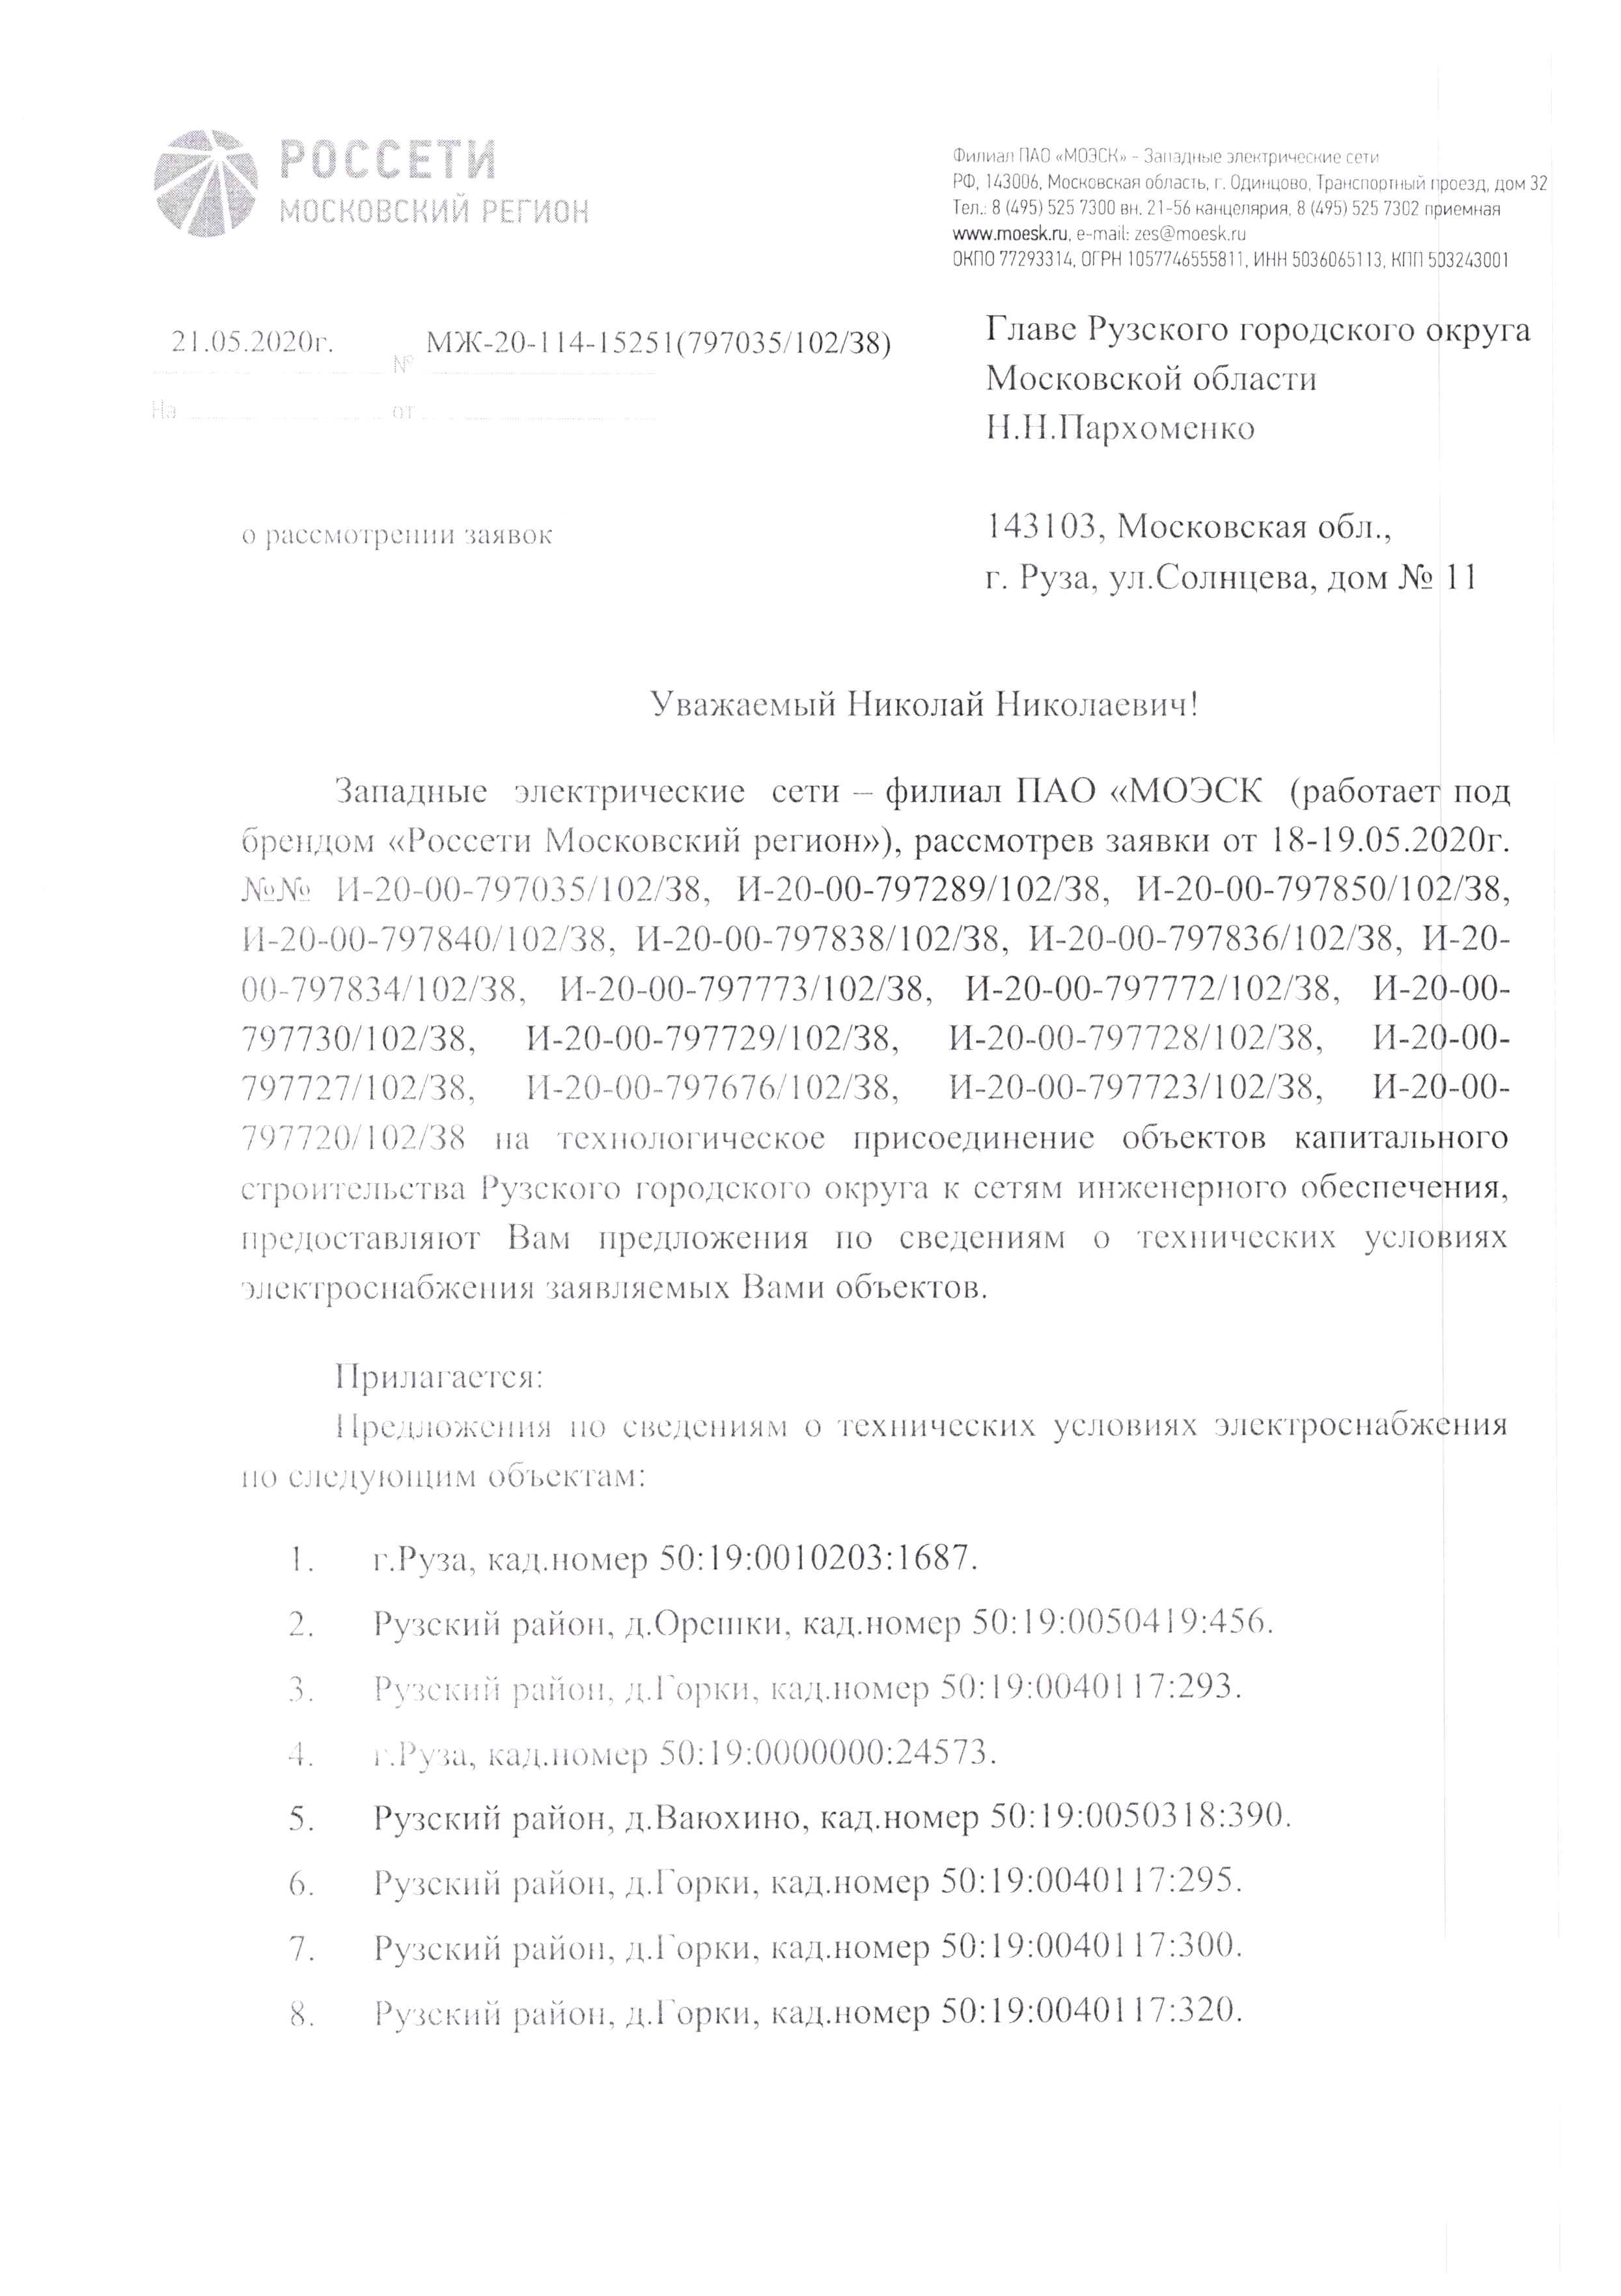 РОССЕТИ
МОСКОВСКИЙ РЕГИОН
Филиал ПАО «МОЭСК» - Западные электрические сети
РФ, 143006, Московская область, г. Одинцово, Транспортный проезд, дом 32
Тел.: 8 (495) 525 7300 вн. 21-56 канцелярия, 8 (495) 525 7302 приемная
www.moesk.ru, e-mail: zes@moesk.ru
ОКПО 77293314, ОГРН 1057746555811, ИНН 5036065113, КПП 503243001
21.05.2020г. № МЖ-20-114-15251(797035/102/38)
На от
Главе Рузского городского округа
Московской области
Н.Н.Пархоменко
о рассмотрении заявок
143103, Московская обл.,
г. Руза, ул.Солнцева, дом № 11
Уважаемый Николай Николаевич!
Западные электрические сети – филиал ПАО «МОЭСК (работает под
брендом «Россети Московский регион»), рассмотрев заявки от 18-19.05.2020г.
№№ И-20-00-797035/102/38, И-20-00-797289/102/38, И-20-00-797850/102/38,
И-20-00-797840/102/38, И-20-00-797838/102/38, И-20-00-797836/102/38, И-20-
00-797834/102/38, И-20-00-797773/102/38, И-20-00-797772/102/38, И-20-00-
797730/102/38, И-20-00-797729/102/38, И-20-00-797728/102/38, И-20-00-
797727/102/38, И-20-00-797676/102/38, И-20-00-797723/102/38, И-20-00-
797720/102/38 на технологическое присоединение объектов капитального
строительства Рузского городского округа к сетям инженерного обеспечения,
предоставляют Вам предложения по сведениям о технических условиях
электроснабжения заявляемых Вами объектов.
Прилагается:
Предложения по сведениям о технических условиях электроснабжения
по следующим объектам:
1. г.Руза, кад.номер 50:19:0010203:1687.
2. Рузский район, д.Орешки, кад.номер 50:19:0050419:456.
3. Рузский район, д.Горки, кад.номер 50:19:0040117:293.
4. г.Руза, кад.номер 50:19:0000000:24573.
5. Рузский район, д.Ваюхино, кад.номер 50:19:0050318:390.
6. Рузский район, д.Горки, кад.номер 50:19:0040117:295.
7. Рузский район, д.Горки, кад.номер 50:19:0040117:300.
8. Рузский район, д.Горки, кад.номер 50:19:0040117:320.